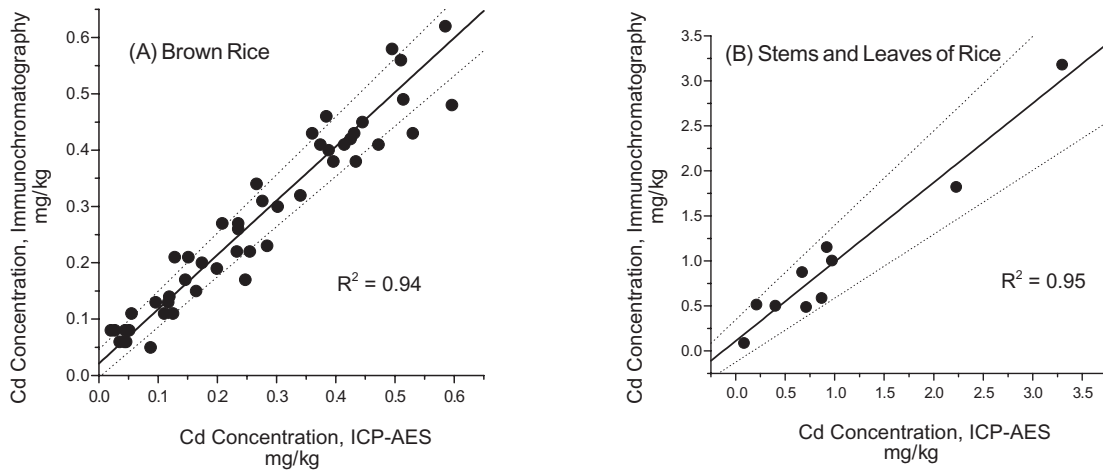 (A) Brown Rice
Cd Concentration, Immunochromatography
mg/kg
0.6
0.5
0.4
0.3
0.2
0.1
0.0
R² = 0.94
0.0 0.1 0.2 0.3 0.4 0.5 0.6
Cd Concentration, ICP-AES
mg/kg
(B) Stems and Leaves of Rice
Cd Concentration, Immunochromatography
mg/kg
3.5
3.0
2.5
2.0
1.5
1.0
0.5
0.0
R² = 0.95
0.0 0.5 1.0 1.5 2.0 2.5 3.0 3.5
Cd Concentration, ICP-AES
mg/kg